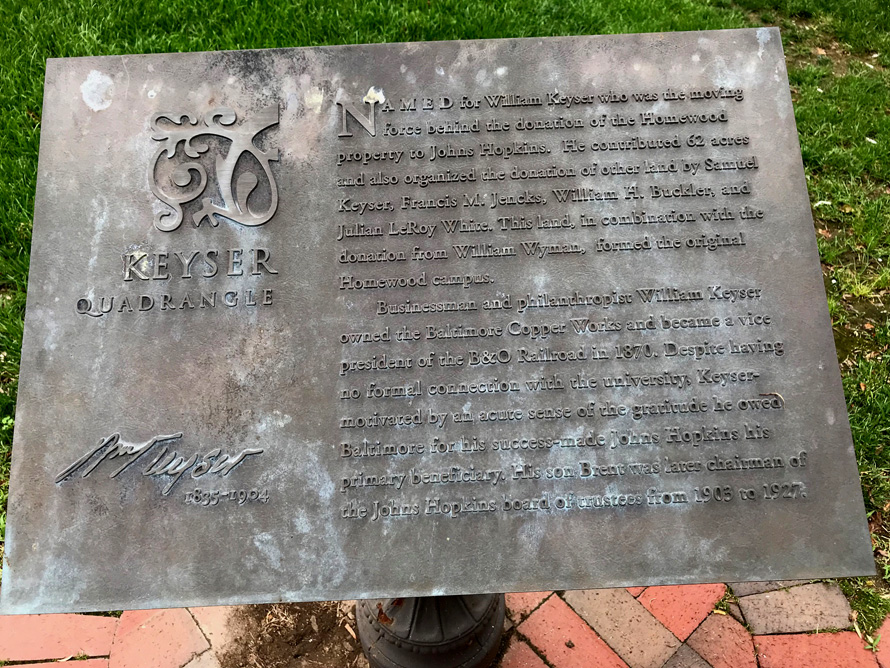 KEYSER
QUADRANGLE
Wm Keyser
1835-1904
NAMED for William Keyser who was the moving
force behind the donation of the Homewood
property to Johns Hopkins. He contributed 62 acres
and also organized the donation of other land by Samuel
Keyser, Francis M. Jencks, William H. Buckler, and
Julian LeRoy White. This land, in combination with the
donation from William Wyman, formed the original
Homewood campus.
Businessman and philanthropist William Keyser
owned the Baltimore Copper Works and became a vice
president of the B&O Railroad in 1870. Despite having
no formal connection with the university, Keyser-
motivated by an acute sense of the gratitude he owed
Baltimore for his success-made Johns Hopkins his
primary beneficiary. His son Brent was later chairman of
the Johns Hopkins board of trustees from 1903 to 1927.